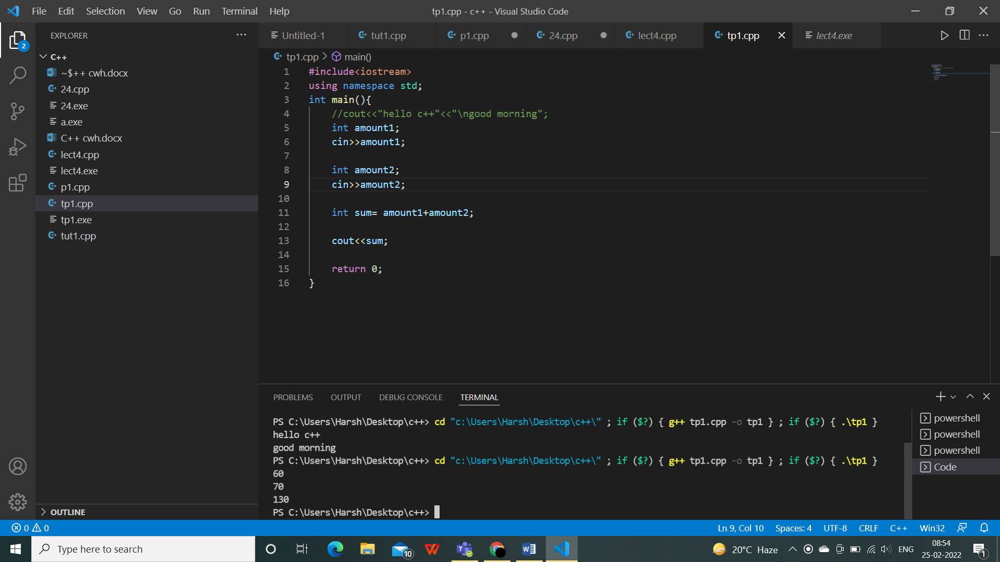 File Edit Selection View Go Run Terminal Help
tp1.cpp - c++ - Visual Studio Code
2
EXPLORER
C++
~$++ cwh.docx
24.cpp
24.exe
a.exe
C++ cwh.docx
lect4.cpp
lect4.exe
p1.cpp
tp1.cpp
tp1.exe
tut1.cpp
OUTLINE
Untitled-1 tut1.cpp p1.cpp 24.cpp lect4.cpp tp1.cpp lect4.exe
tp1.cpp > main()
1 #include<iostream>
2 using namespace std;
3 int main(){
4 //cout<<"hello c++"<<"\ngood morning";
5 int amount1;
6 cin>>amount1;
7
8 int amount2;
9 cin>>amount2;
10
11 int sum= amount1+amount2;
12
13 cout<<sum;
14
15 return 0;
16 }
PROBLEMS OUTPUT DEBUG CONSOLE TERMINAL
PS C:\Users\Harsh\Desktop\c++> cd "c:\Users\Harsh\Desktop\c++\" ; if ($?) { g++ tp1.cpp -o tp1 } ; if ($?) { .\tp1 }
hello c++
good morning
PS C:\Users\Harsh\Desktop\c++> cd "c:\Users\Harsh\Desktop\c++\" ; if ($?) { g++ tp1.cpp -o tp1 } ; if ($?) { .\tp1 }
60
70
130
PS C:\Users\Harsh\Desktop\c++>
powershell
powershell
powershell
Code
0 0
Ln 9, Col 10 Spaces: 4 UTF-8 CRLF C++ Win32
Type here to search
10
20°C Haze
ENG
08:54
25-02-2022
1